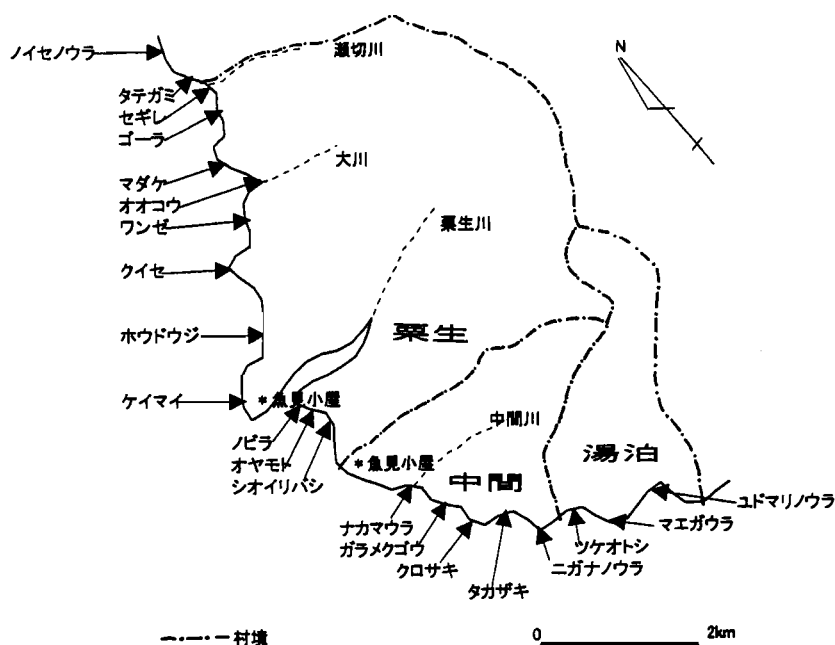 ノイセノウラ
瀬切川
N
タテガミ
セギレ
ゴーラ
大川
マダケ
オオコウ
ワンゼ
栗生川
クイセ
栗生
ホウドウジ
ケイマイ
*魚見小屋
ノビラ
オヤモト
シオイリバシ
中間川
*魚見小屋
湯泊
中間
ユドマリノウラ
マエガウラ
ナカマウラ
ガラメクゴウ
クロサキ
タカザキ
ツケオトシ
ニガナノウラ
村境
0 2km